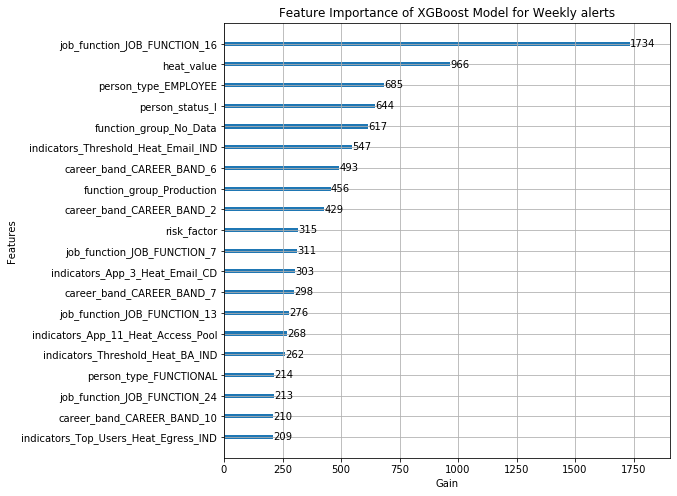 Feature Importance of XGBoost Model for Weekly alerts
job_function_JOB_FUNCTION_16 1734
heat_value 966
person_type_EMPLOYEE 685
person_status_I 644
function_group_No_Data 617
indicators_Threshold_Heat_Email_IND 547
career_band_CAREER_BAND_6 493
function_group_Production 456
career_band_CAREER_BAND_2 429
risk_factor 315
job_function_JOB_FUNCTION_7 311
indicators_App_3_Heat_Email_CD 303
career_band_CAREER_BAND_7 298
job_function_JOB_FUNCTION_13 276
indicators_App_11_Heat_Access_Pool 268
indicators_Threshold_Heat_BA_IND 262
person_type_FUNCTIONAL 214
job_function_JOB_FUNCTION_24 213
career_band_CAREER_BAND_10 210
indicators_Top_Users_Heat_Egress_IND 209
Features
0 250 500 750 1000 1250 1500 1750
Gain